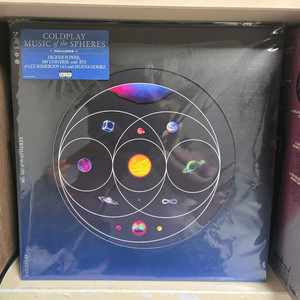 COLDPLAY
MUSIC of the SPHERES
HIGHER POWER,
MY UNIVERSE with BTS
& LET SOMEBODY GO with SELENA GOMEZ